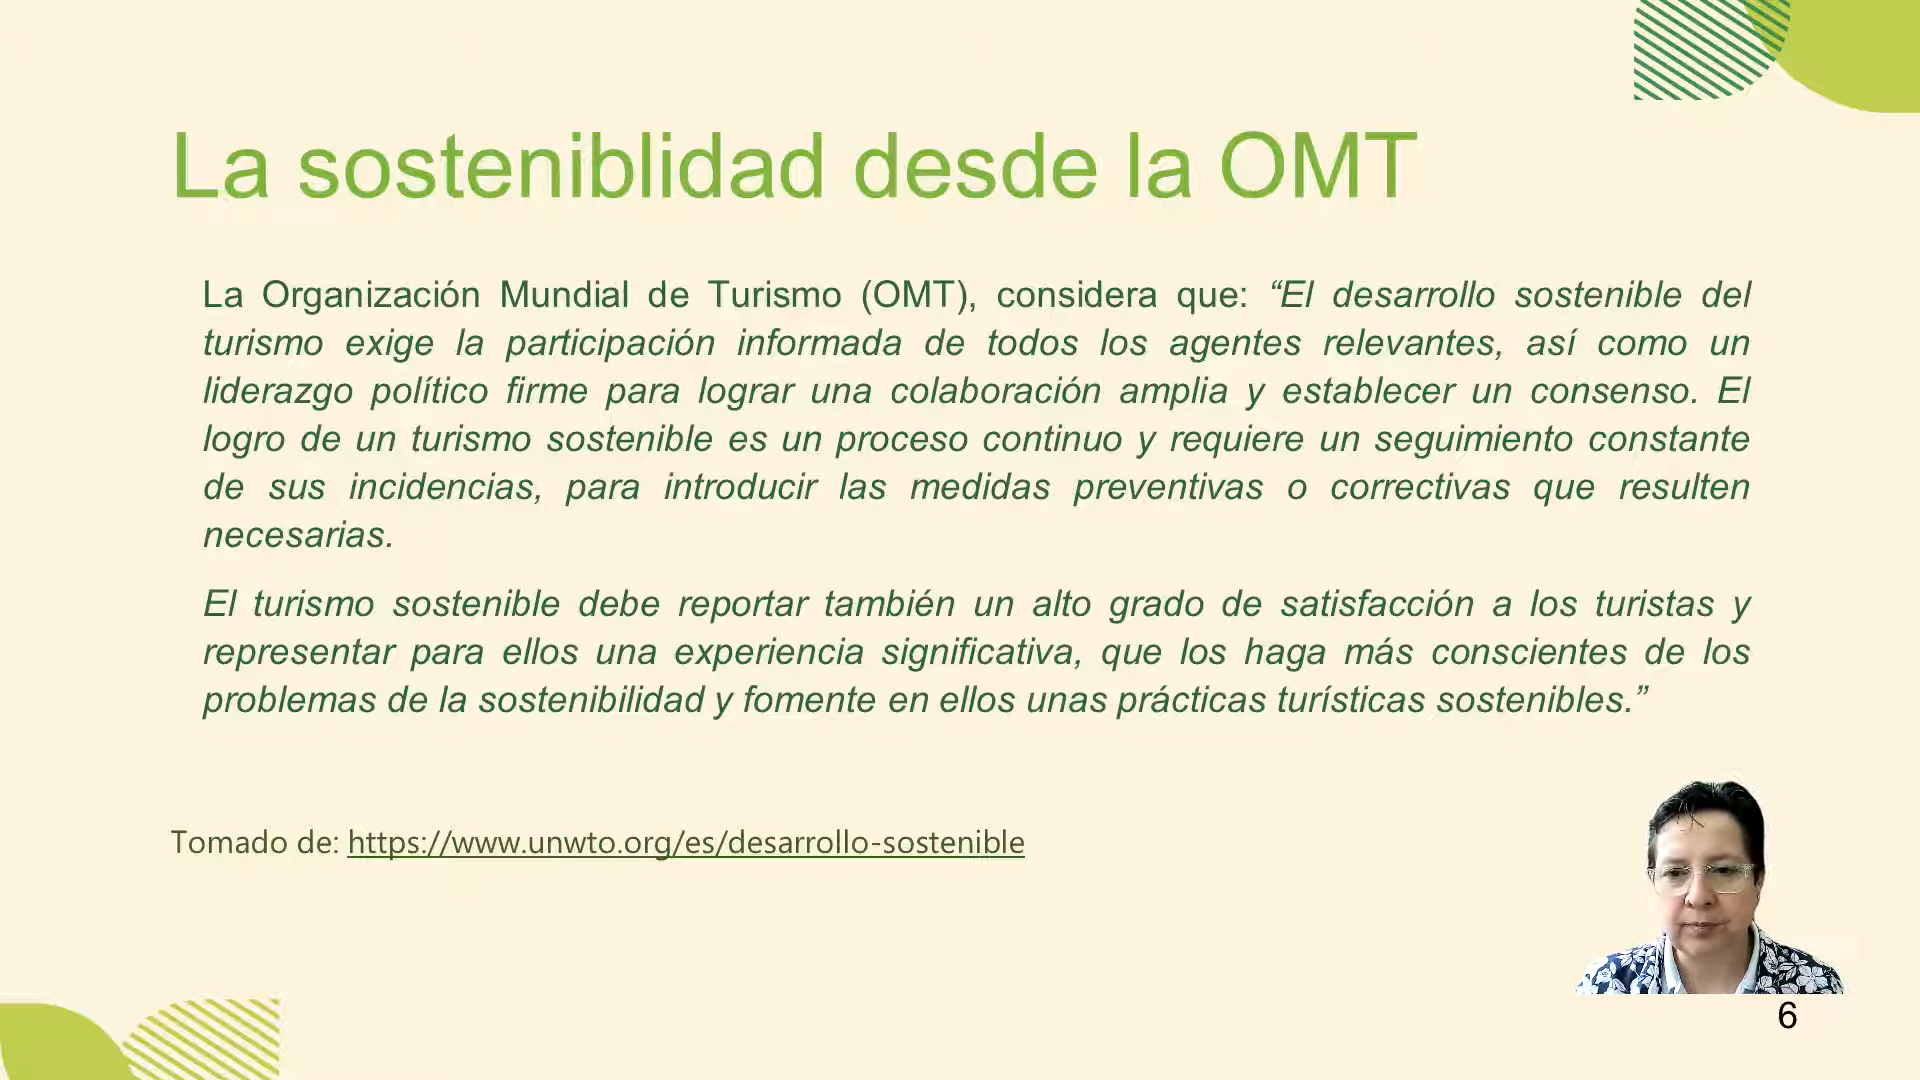 La sosteniblidad desde la OMT
La Organización Mundial de Turismo (OMT), considera que: “El desarrollo sostenible del
turismo exige la participación informada de todos los agentes relevantes, así como un
liderazgo político firme para lograr una colaboración amplia y establecer un consenso. El
logro de un turismo sostenible es un proceso continuo y requiere un seguimiento constante
de sus incidencias, para introducir las medidas preventivas o correctivas que resulten
necesarias.
El turismo sostenible debe reportar también un alto grado de satisfacción a los turistas y
representar para ellos una experiencia significativa, que los haga más conscientes de los
problemas de la sostenibilidad y fomente en ellos unas prácticas turísticas sostenibles.”
Tomado de: https://www.unwto.org/es/desarrollo-sostenible
6